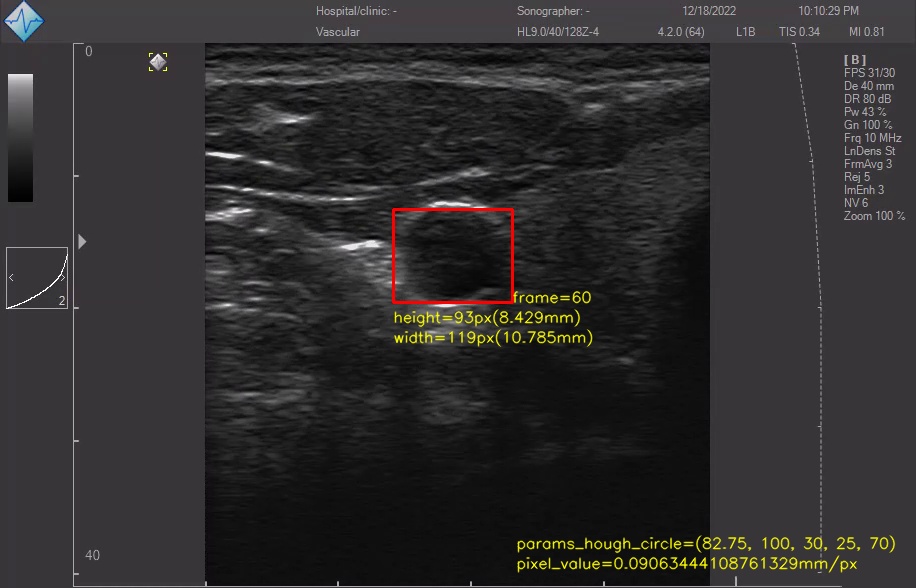 Hospital/clinic: - Sonographer: - 12/18/2022 10:10:29 PM
Vascular HL9.0/40/128Z-4 4.2.0 (64) L1B TIS 0.34 MI 0.81
0
[ B ]
FPS 31/30
De 40 mm
DR 80 dB
Pw 43 %
Gn 100 %
Frq 10 MHz
LnDens St
FrmAvg 3
Rej 5
ImEnh 3
NV 6
Zoom 100 %
2
frame=60
height=93px(8.429mm)
width=119px(10.785mm)
params_hough_circle=(82.75, 100, 30, 25, 70)
40
pixel_value=0.09063444108761329mm/px